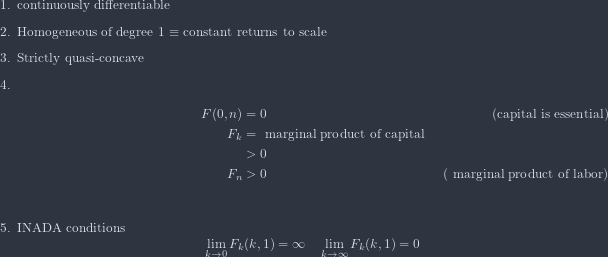 1. continuously differentiable
2. Homogeneous of degree 1 ≡ constant returns to scale
3. Strictly quasi-concave
4.
F(0, n) = 0 (capital is essential)
F_k = marginal product of capital
> 0
F_n > 0 ( marginal product of labor)
5. INADA conditions
lim_{k→0} F_k(k, 1) = ∞ lim_{k→∞} F_k(k, 1) = 0